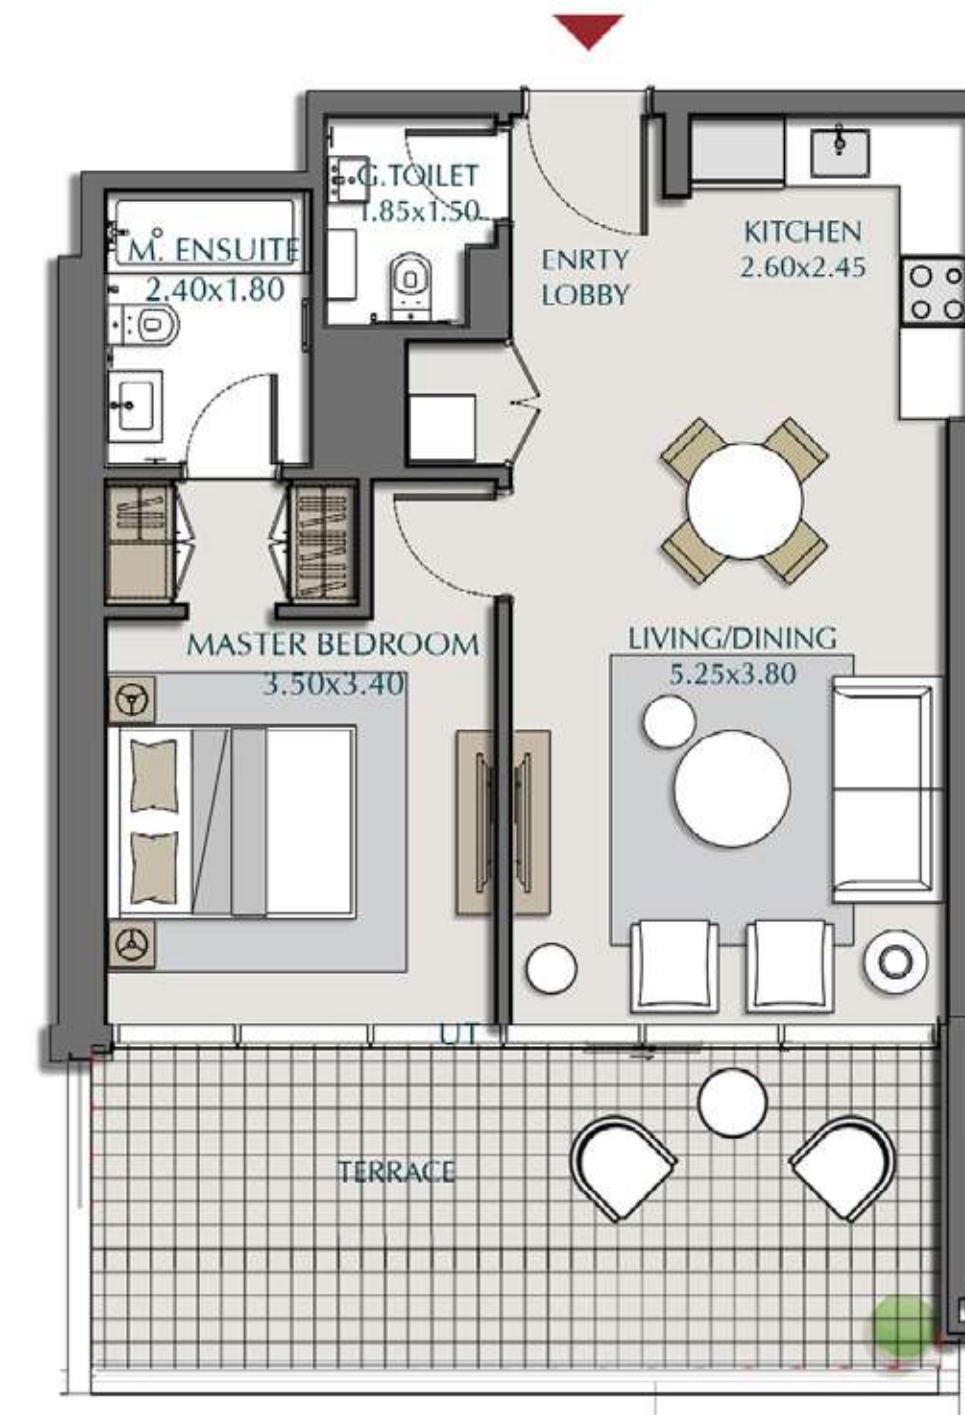 G.TOILET
1.85x1.50
M. ENSUITE
2.40x1.80
ENRTY
LOBBY
KITCHEN
2.60x2.45
MASTER BEDROOM
3.50x3.40
LIVING/DINING
5.25x3.80
UT
TERRACE